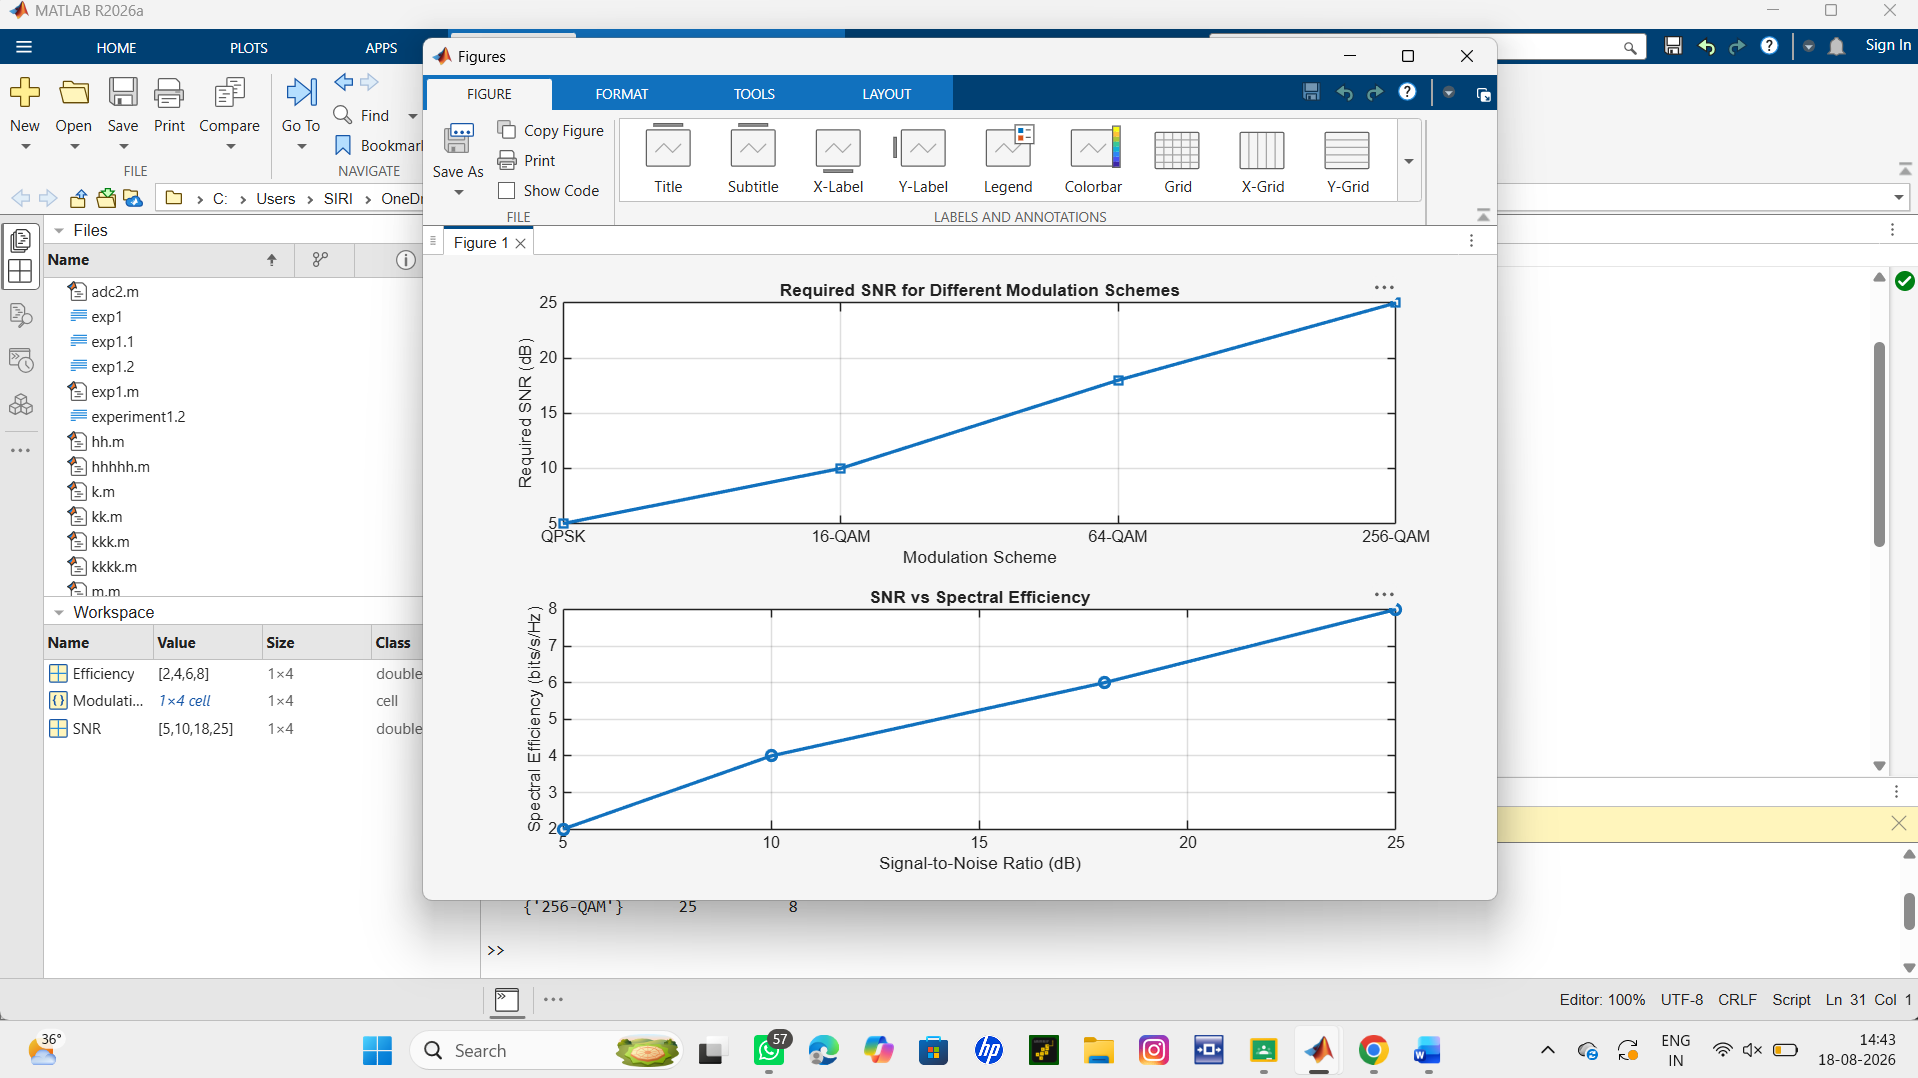 MATLAB R2026a
HOME PLOTS APPS
Sign In
New Open Save Print Compare Go To Find Bookmark
FILE NAVIGATE
C: Users SIRI OneDr
Files
Name
adc2.m
exp1
exp1.1
exp1.2
exp1.m
experiment1.2
hh.m
hhhhh.m
k.m
kk.m
kkk.m
kkkk.m
m.m
Workspace
Name Value Size Class
Efficiency [2,4,6,8] 1×4 double
Modulati... 1×4 cell 1×4 cell
SNR [5,10,18,25] 1×4 double
Figures
FIGURE FORMAT TOOLS LAYOUT
Save As Copy Figure
Print
Show Code
Title Subtitle X-Label Y-Label Legend Colorbar Grid X-Grid Y-Grid
FILE LABELS AND ANNOTATIONS
Figure 1
Required SNR for Different Modulation Schemes
Required SNR (dB)
25
20
15
10
5
QPSK 16-QAM 64-QAM 256-QAM
Modulation Scheme
SNR vs Spectral Efficiency
Spectral Efficiency (bits/s/Hz)
8
7
6
5
4
3
2
5 10 15 20 25
Signal-to-Noise Ratio (dB)
{'256-QAM'} 25 8
>>
Editor: 100% UTF-8 CRLF Script Ln 31 Col 1
36°
Search
57
ENG
IN
14:43
18-08-2026